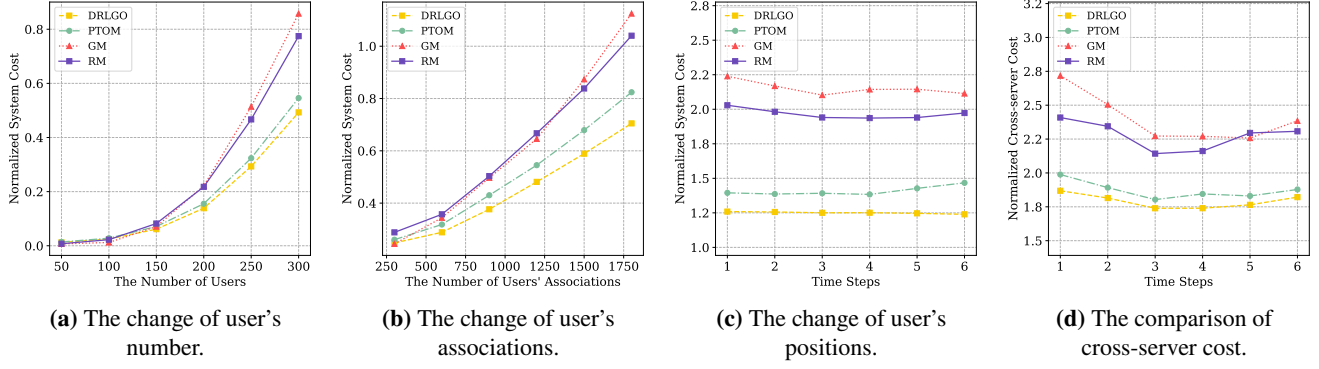 Normalized System Cost
0.8
0.6
0.4
0.2
0.0
DRLGO
PTOM
GM
RM
50 100 150 200 250 300
The Number of Users
(a) The change of user's
number.
Normalized System Cost
1.0
0.8
0.6
0.4
DRLGO
PTOM
GM
RM
250 500 750 1000 1250 1500 1750
The Number of Users' Associations
(b) The change of user's
associations.
Normalized System Cost
2.8
2.5
2.2
2.0
1.8
1.5
1.2
1.0
DRLGO
PTOM
GM
RM
1 2 3 4 5 6
Time Steps
(c) The change of user's
positions.
Normalized Cross-server Cost
3.2
3.0
2.8
2.5
2.2
2.0
1.8
1.5
DRLGO
PTOM
GM
RM
1 2 3 4 5 6
Time Steps
(d) The comparison of
cross-server cost.